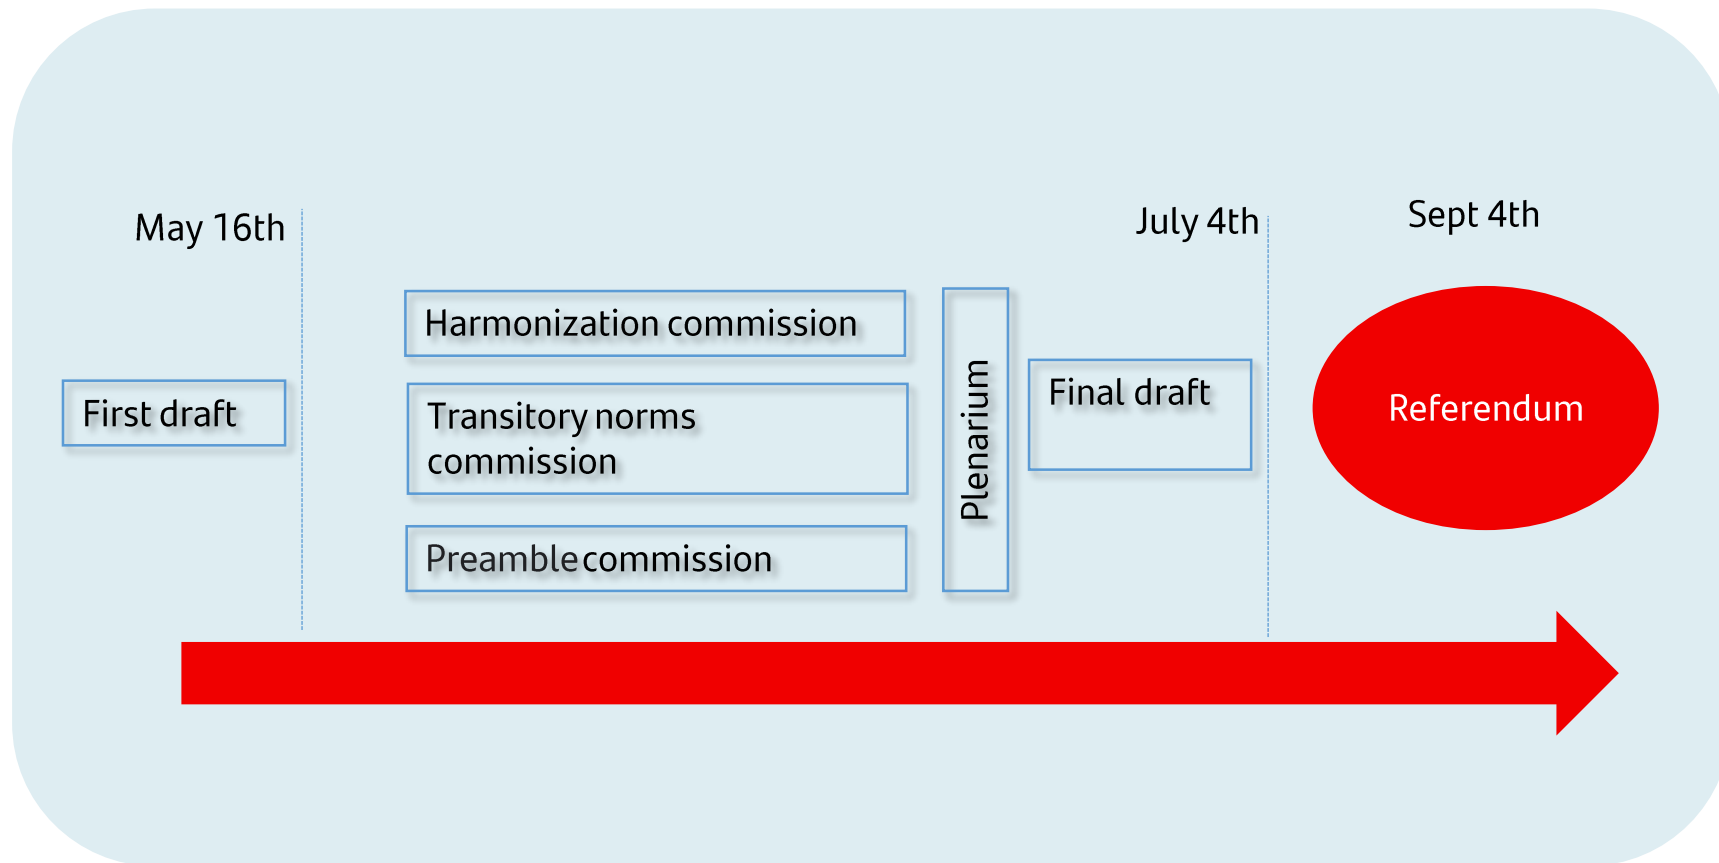 May 16th
July 4th
Sept 4th
First draft
Harmonization commission
Transitory norms
commission
Preamble commission
Plenarium
Final draft
Referendum